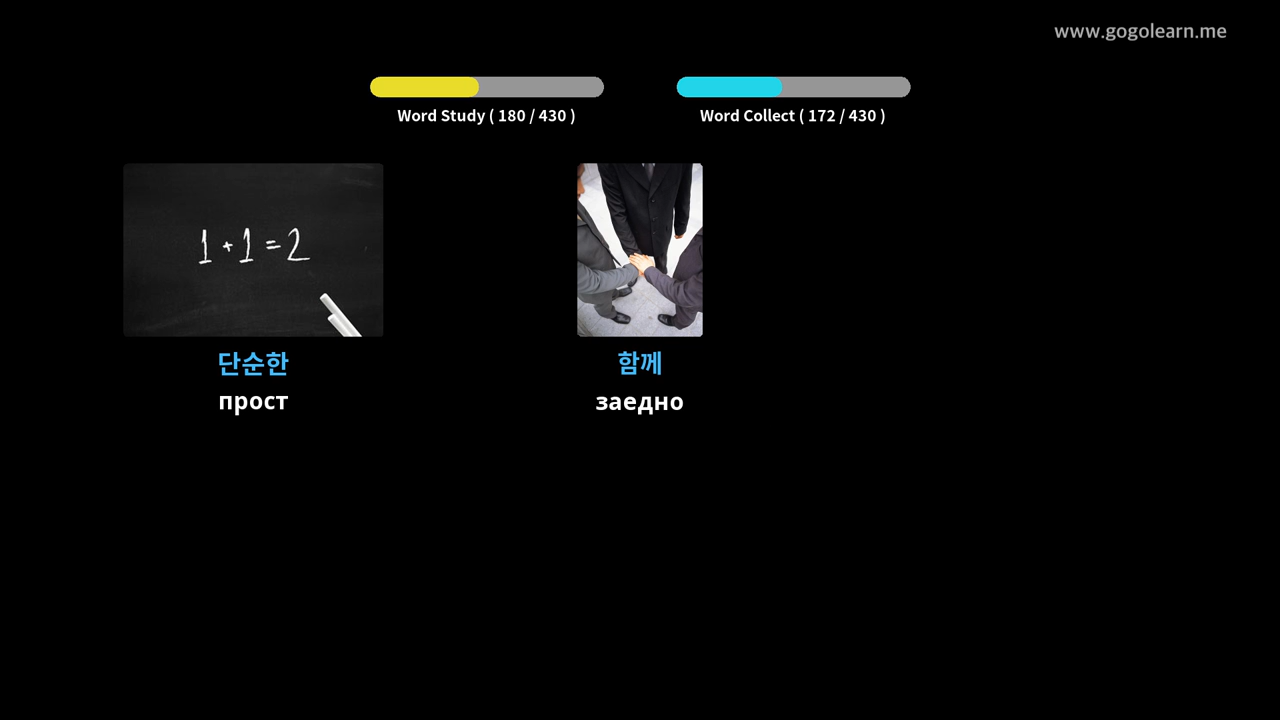 www.gogolearn.me
Word Study ( 180 / 430 )
Word Collect ( 172 / 430 )
1 + 1 = 2
단순한
прост
함께
заедно